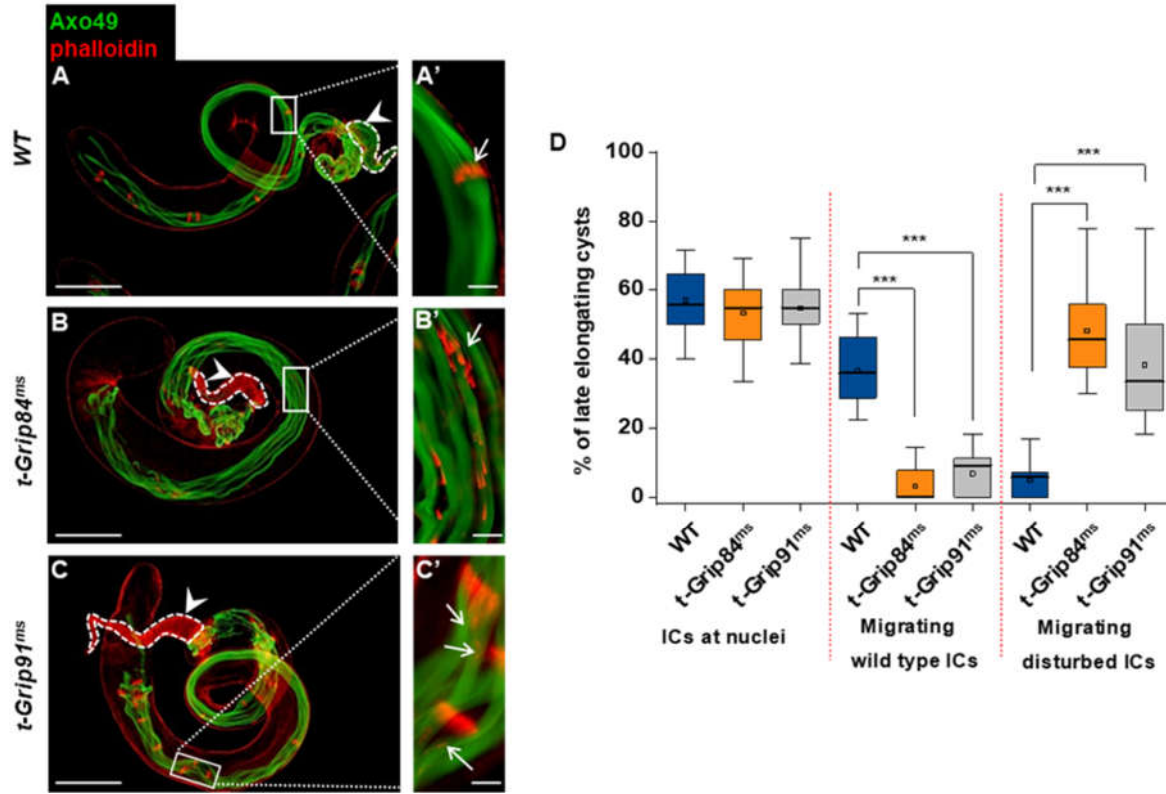 Axo49
phalloidin
A
A'
WT
B
B'
t-Grip84ms
C
C'
t-Grip91ms
D
% of late elongating cysts
100
80
60
40
20
0
***
***
***
***
WT
t-Grip84ms
t-Grip91ms
WT
t-Grip84ms
t-Grip91ms
WT
t-Grip84ms
t-Grip91ms
ICs at nuclei
Migrating
wild type ICs
Migrating
disturbed ICs